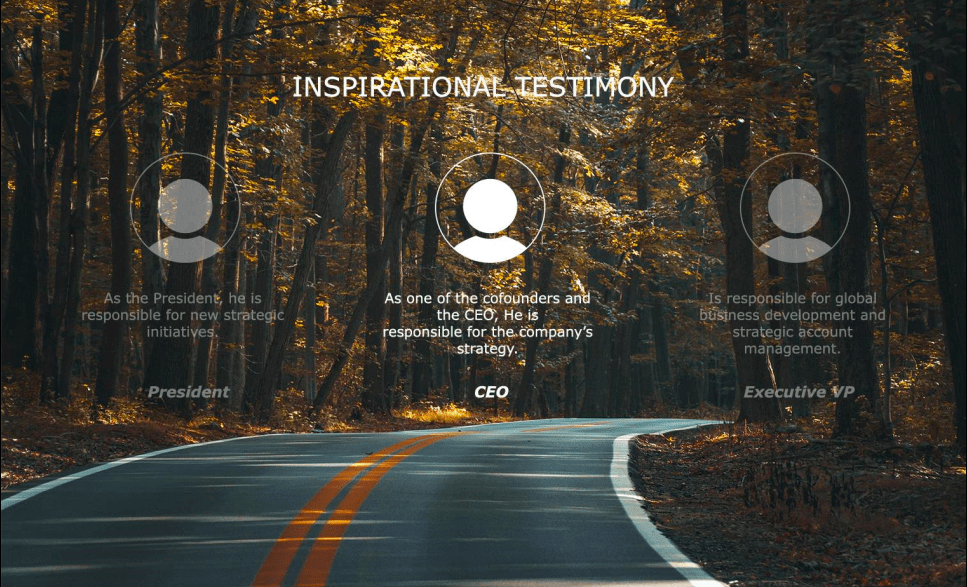 INSPIRATIONAL TESTIMONY
As the President, he is
responsible for new strategic
initiatives.
President
As one of the cofounders and
the CEO, He is
responsible for the company’s
strategy.
CEO
Is responsible for global
business development and
strategic account
management.
Executive VP